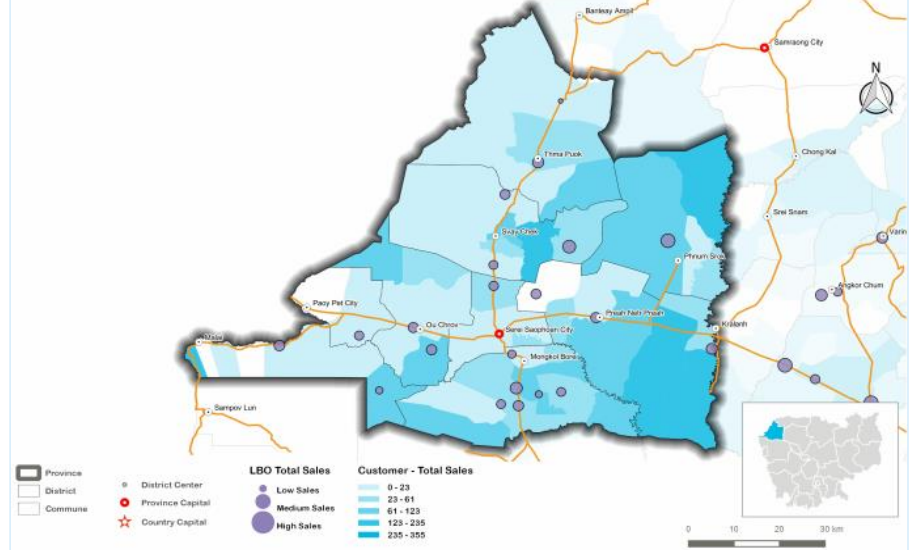 Banteay Ampil
Samraong City
N
Thma Puok
Chong Kal
Srei Snam
Svay Chek
Varin
Phnum Srok
Angkor Chum
Paoy Pet City
Ou Chrov
Serei Saophoan City
Preah Netr Preah
Kralanh
Malai
Mongkol Borei
Sampov Lun
Province
District
Commune
District Center
Province Capital
Country Capital
LBO Total Sales
Low Sales
Medium Sales
High Sales
Customer - Total Sales
0 - 23
23 - 61
61 - 123
123 - 235
235 - 355
0 10 20 30 km